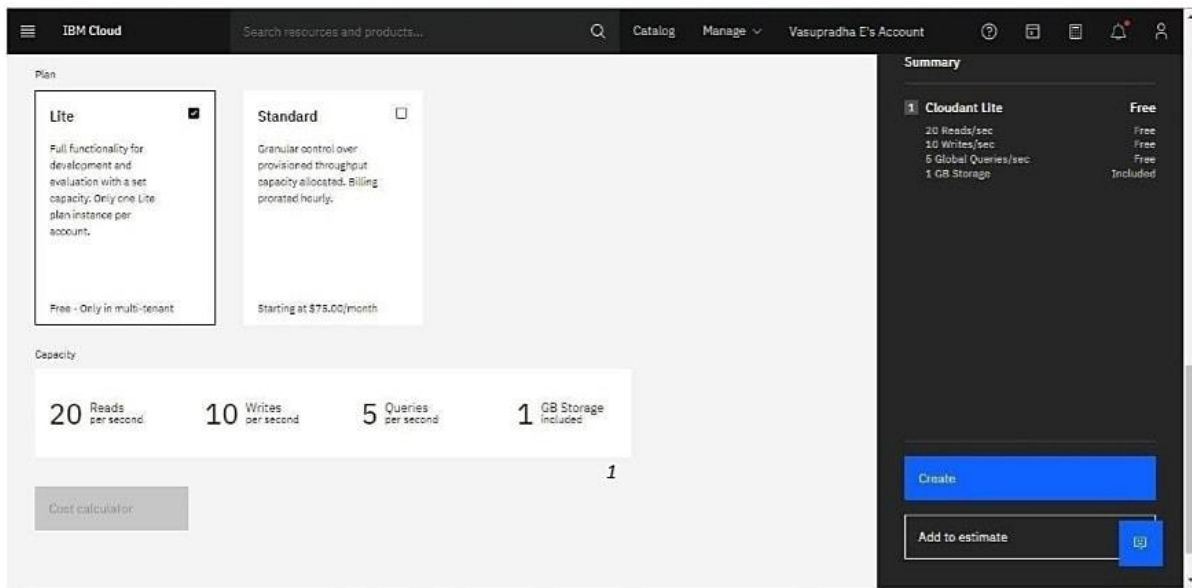 IBM Cloud
Search resources and products...
Catalog
Manage
Vasupradha E's Account
Plan
Lite
Full functionality for
development and
evaluation with a set
capacity. Only one Lite
plan instance per
account.
Free - Only in multi-tenant
Standard
Granular control over
provisioned throughput
capacity allocated. Billing
prorated hourly.
Starting at $75.00/month
Capacity
20 Reads per second
10 Writes per second
5 Queries per second
1 GB Storage included
1
Cost calculator
Summary
1 Cloudant Lite Free
20 Reads/sec Free
10 Writes/sec Free
5 Global Queries/sec Free
1 GB Storage Included
Create
Add to estimate